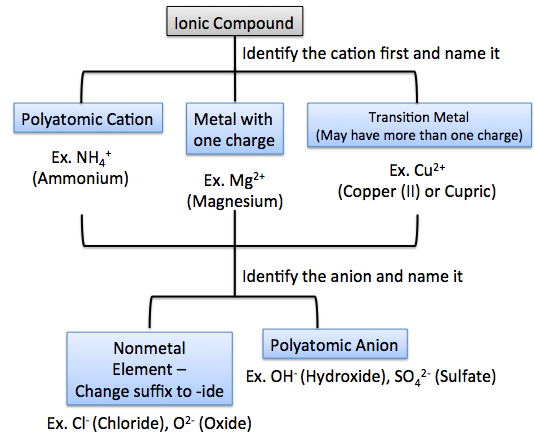 Ionic Compound
Identify the cation first and name it
Polyatomic Cation
Ex. NH₄⁺
(Ammonium)
Metal with
one charge
Ex. Mg²⁺
(Magnesium)
Transition Metal
(May have more than one charge)
Ex. Cu²⁺
(Copper (II) or Cupric)
Identify the anion and name it
Nonmetal
Element –
Change suffix to -ide
Ex. Cl⁻ (Chloride), O²⁻ (Oxide)
Polyatomic Anion
Ex. OH⁻ (Hydroxide), SO₄²⁻ (Sulfate)